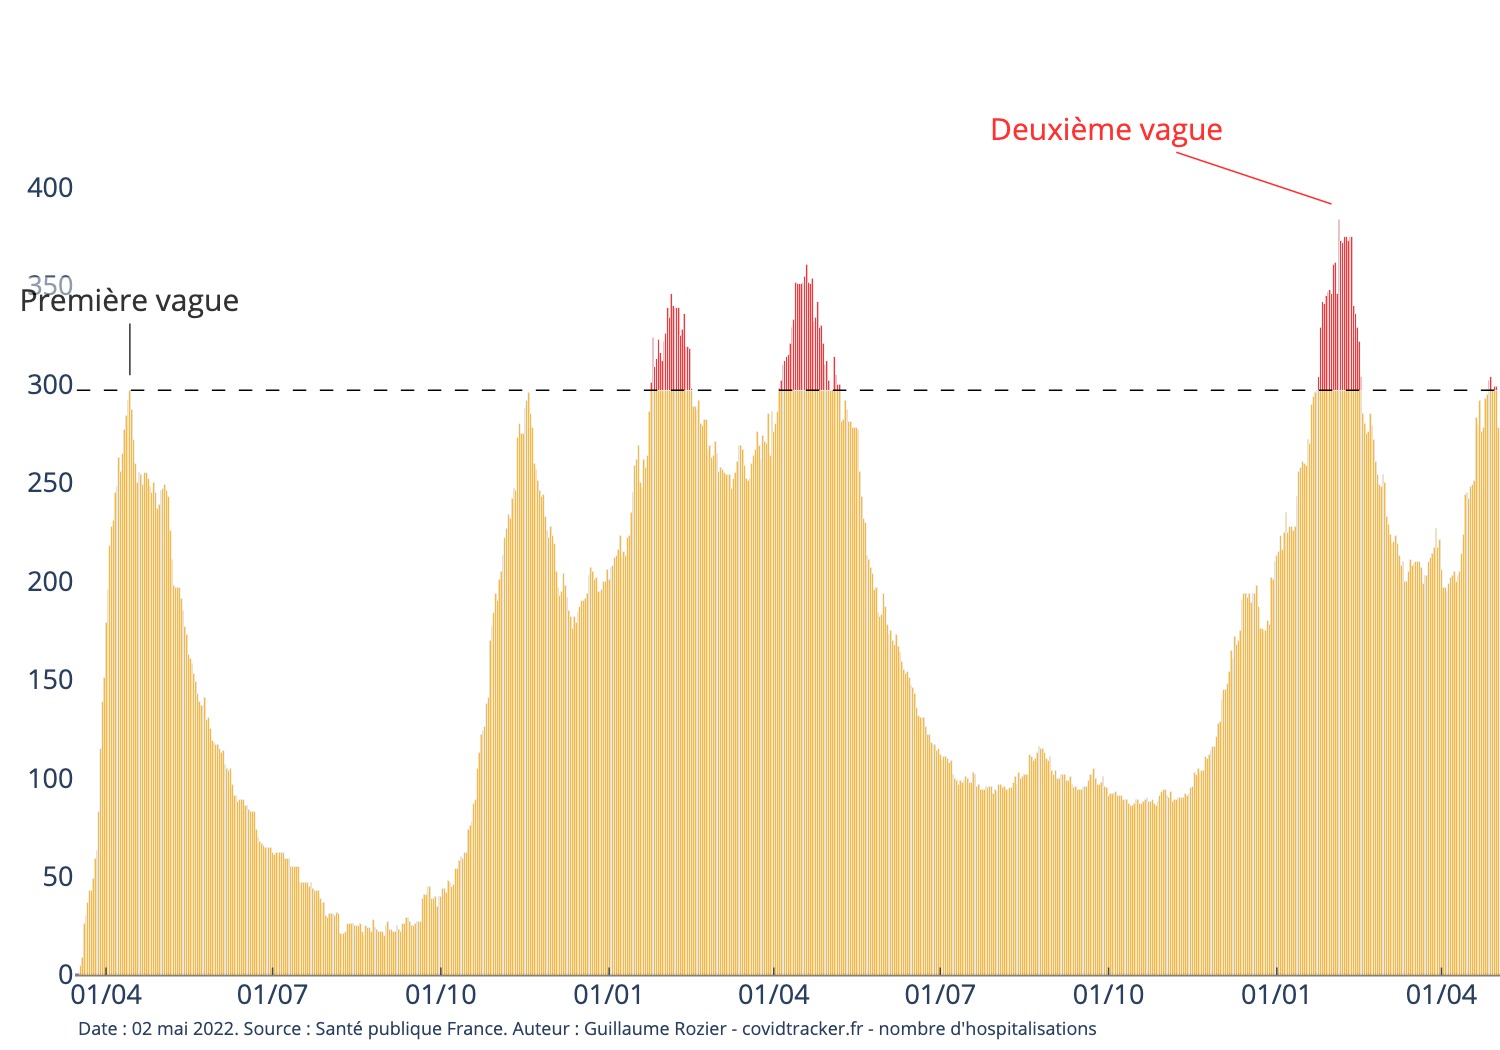 Deuxième vague
400
350
Première vague
300
250
200
150
100
50
0
01/04 01/07 01/10 01/01 01/04 01/07 01/10 01/01 01/04
Date : 02 mai 2022. Source : Santé publique France. Auteur : Guillaume Rozier - covidtracker.fr - nombre d'hospitalisations